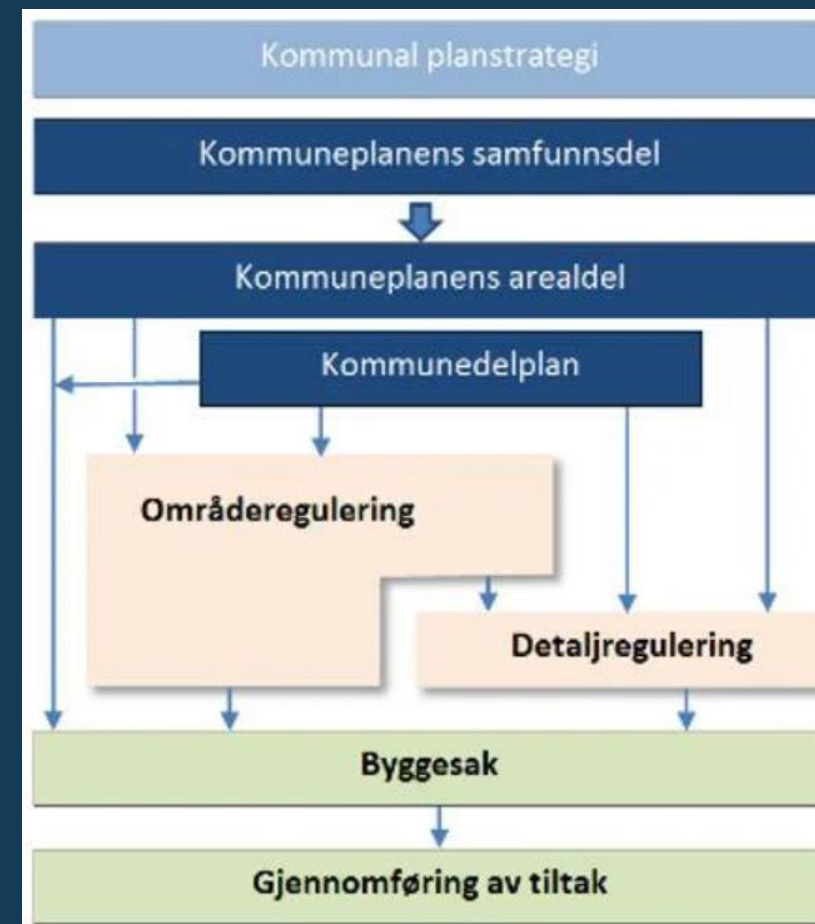 Kommunal planstrategi
Kommuneplanens samfunnsdel
Kommuneplanens arealdel
Kommunedelplan
Områderegulering
Detaljregulering
Byggesak
Gjennomføring av tiltak